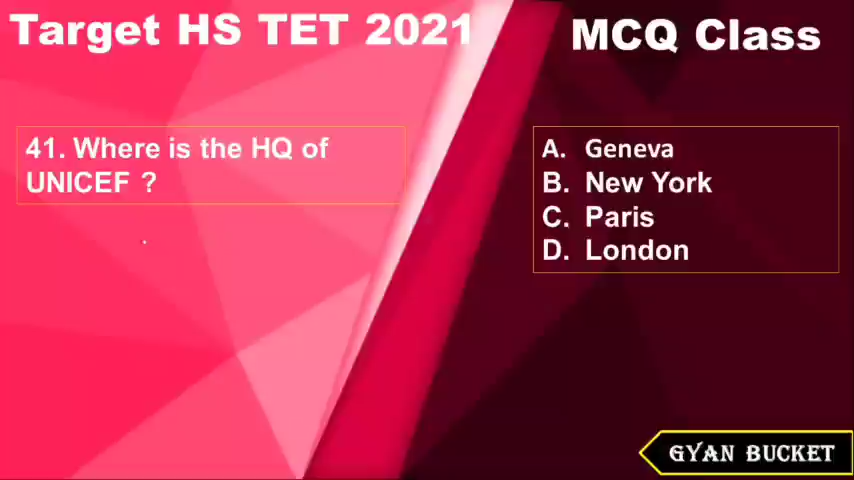 Target HS TET 2021
MCQ Class
41. Where is the HQ of
UNICEF ?
A. Geneva
B. New York
C. Paris
D. London
GYAN BUCKET